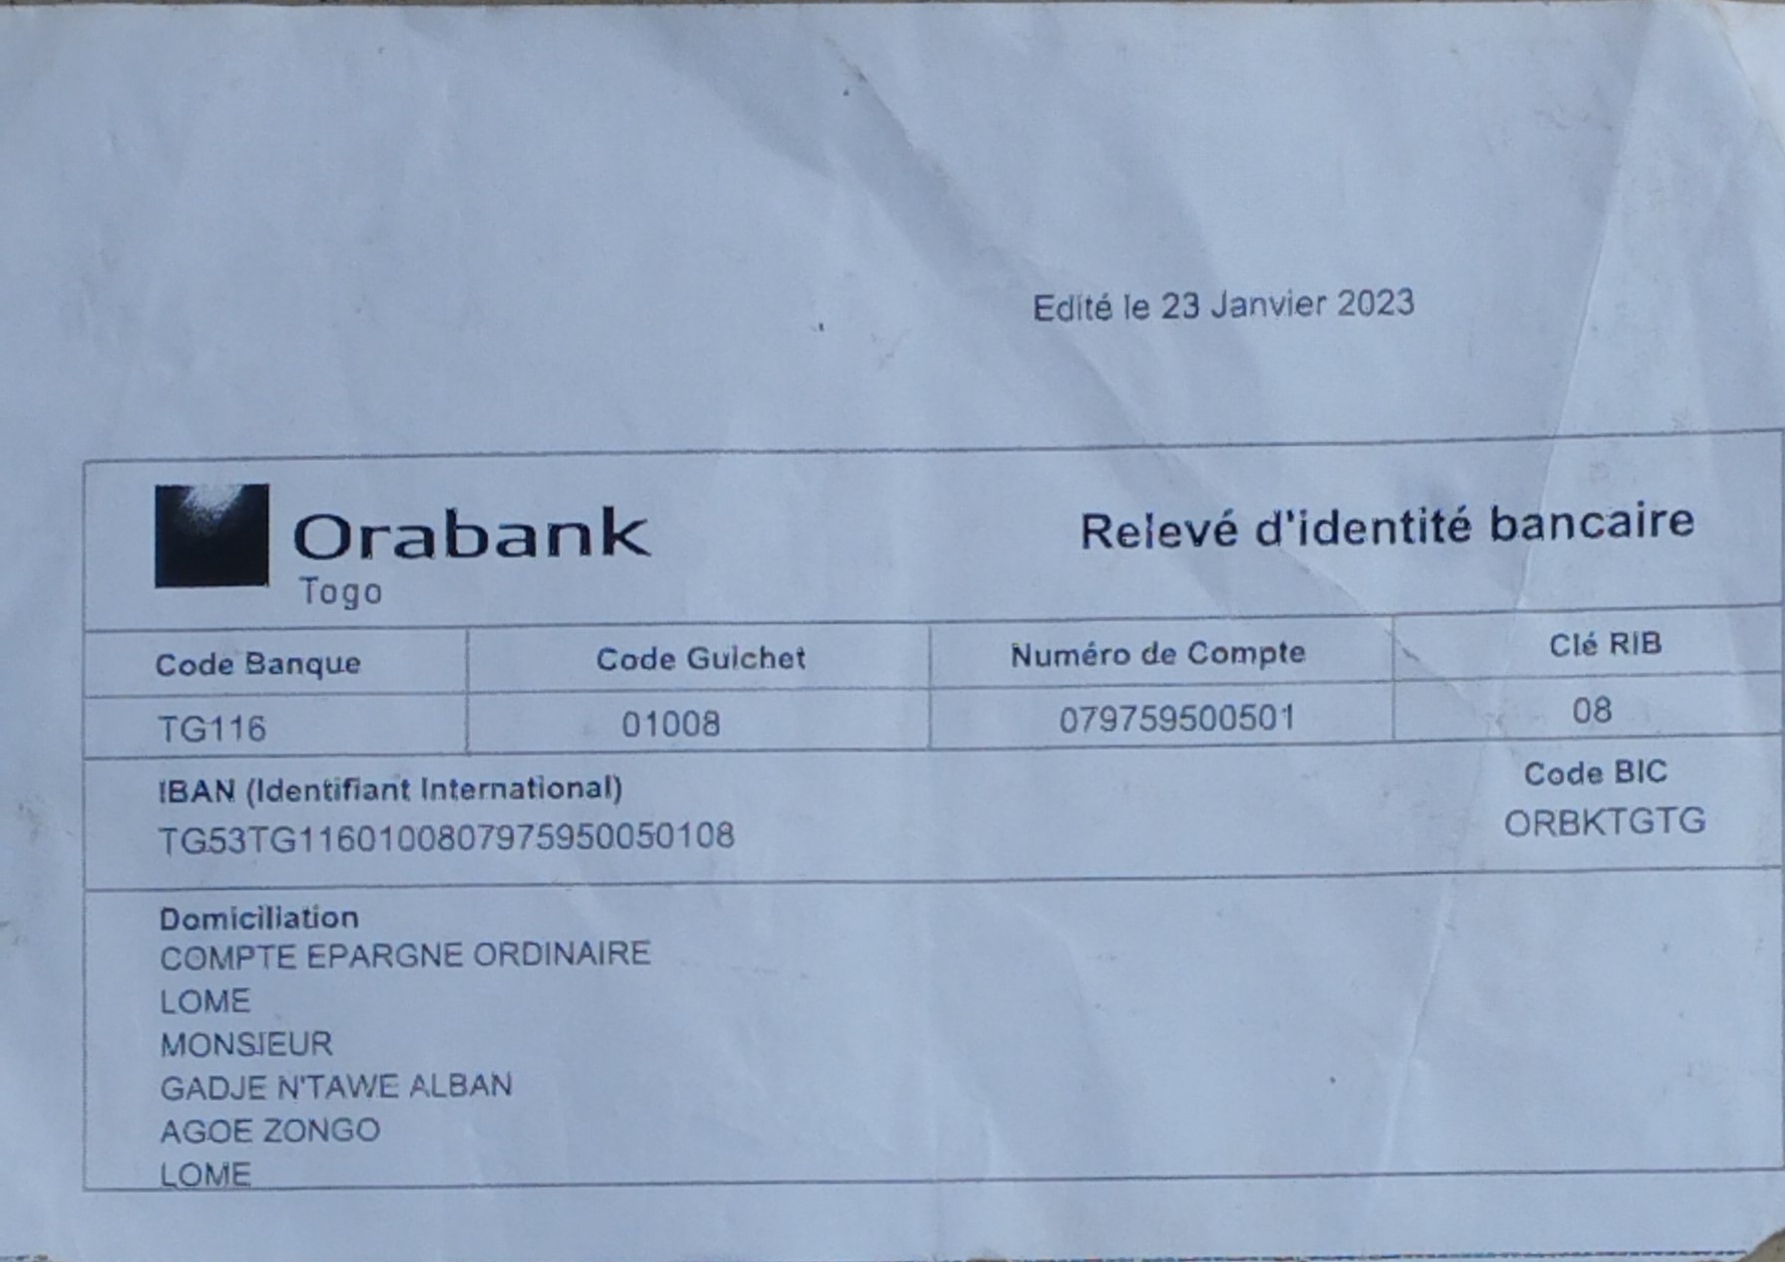 Edité le 23 Janvier 2023
Orabank
Togo
Relevé d'identité bancaire
Code Banque Code Guichet Numéro de Compte Clé RIB
TG116 01008 079759500501 08
IBAN (Identifiant International) Code BIC
TG53TG1160100807975950050108 ORBKTGTG
Domiciliation
COMPTE EPARGNE ORDINAIRE
LOME
MONSIEUR
GADJE N'TAWE ALBAN
AGOE ZONGO
LOME